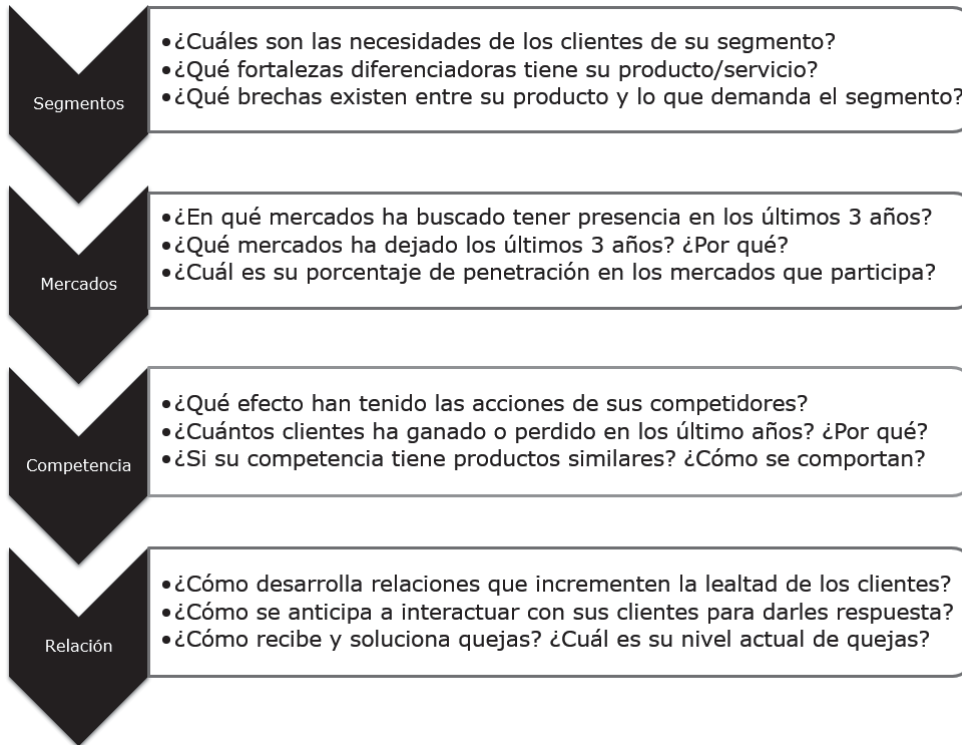 Segmentos
•¿Cuáles son las necesidades de los clientes de su segmento?
•¿Qué fortalezas diferenciadoras tiene su producto/servicio?
•¿Qué brechas existen entre su producto y lo que demanda el segmento?
Mercados
•¿En qué mercados ha buscado tener presencia en los últimos 3 años?
•¿Qué mercados ha dejado los últimos 3 años? ¿Por qué?
•¿Cuál es su porcentaje de penetración en los mercados que participa?
Competencia
•¿Qué efecto han tenido las acciones de sus competidores?
•¿Cuántos clientes ha ganado o perdido en los último años? ¿Por qué?
•¿Si su competencia tiene productos similares? ¿Cómo se comportan?
Relación
•¿Cómo desarrolla relaciones que incrementen la lealtad de los clientes?
•¿Cómo se anticipa a interactuar con sus clientes para darles respuesta?
•¿Cómo recibe y soluciona quejas? ¿Cuál es su nivel actual de quejas?